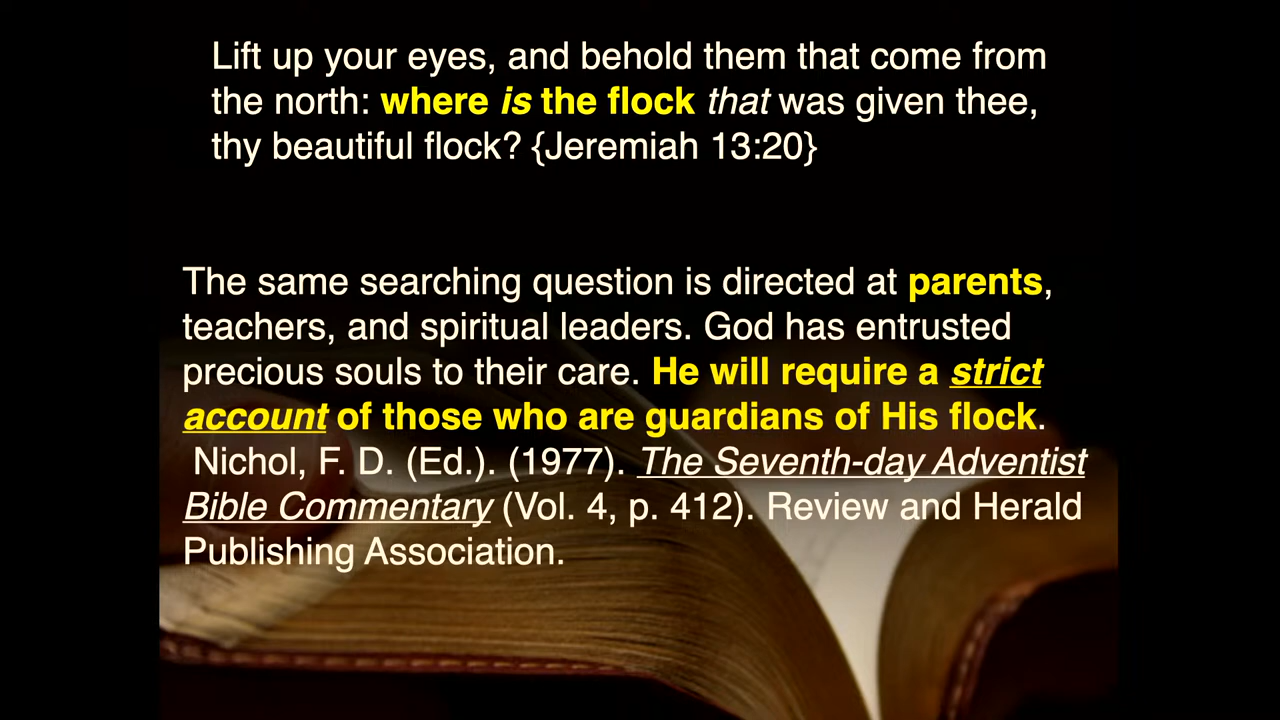 Lift up your eyes, and behold them that come from
the north: where is the flock that was given thee,
thy beautiful flock? {Jeremiah 13:20}
The same searching question is directed at parents,
teachers, and spiritual leaders. God has entrusted
precious souls to their care. He will require a strict
account of those who are guardians of His flock.
Nichol, F. D. (Ed.). (1977). The Seventh-day Adventist
Bible Commentary (Vol. 4, p. 412). Review and Herald
Publishing Association.